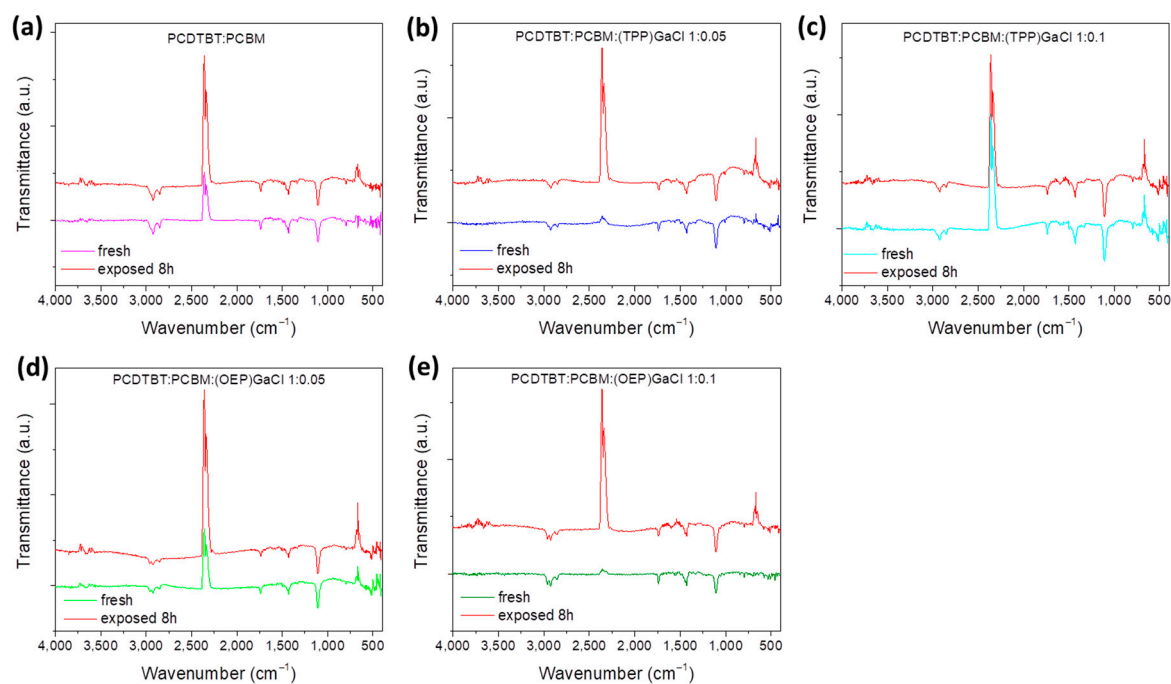 (a)
PCDTBT:PCBM
Transmittance (a.u.)
fresh
exposed 8h
4,000 3,500 3,000 2,500 2,000 1,500 1,000 500
Wavenumber (cm⁻¹)
(b)
PCDTBT:PCBM:(TPP)GaCl 1:0.05
Transmittance (a.u.)
fresh
exposed 8h
4,000 3,500 3,000 2,500 2,000 1,500 1,000 500
Wavenumber (cm⁻¹)
(c)
PCDTBT:PCBM:(TPP)GaCl 1:0.1
Transmittance (a.u.)
fresh
exposed 8h
4,000 3,500 3,000 2,500 2,000 1,500 1,000 500
Wavenumber (cm⁻¹)
(d)
PCDTBT:PCBM:(OEP)GaCl 1:0.05
Transmittance (a.u.)
fresh
exposed 8h
4,000 3,500 3,000 2,500 2,000 1,500 1,000 500
Wavenumber (cm⁻¹)
(e)
PCDTBT:PCBM:(OEP)GaCl 1:0.1
Transmittance (a.u.)
fresh
exposed 8h
4,000 3,500 3,000 2,500 2,000 1,500 1,000 500
Wavenumber (cm⁻¹)